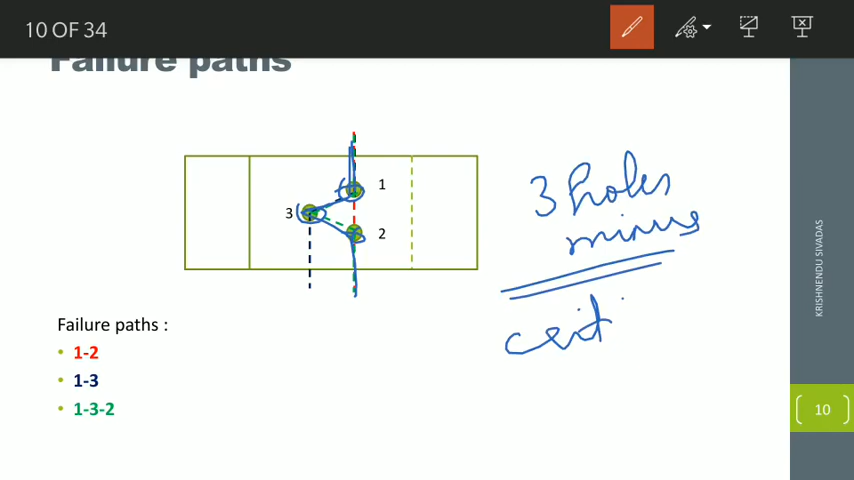 10 OF 34
Failure paths
1
3
2
3 holes
minus
Failure paths :
1-2
1-3
1-3-2
KRISHNENDU SIVADAS
10